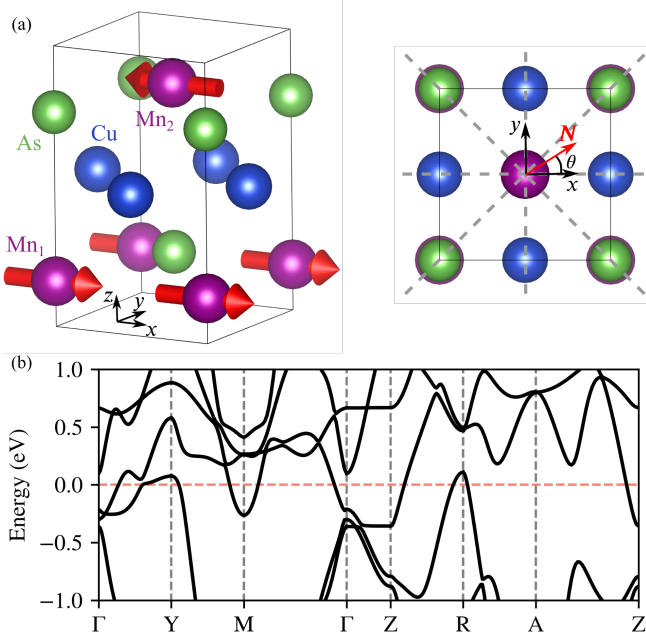 (a)
As
Cu
Mn₂
Mn₁
z
y
x
y
N
θ
x
(b)
Energy (eV)
1.0
0.5
0.0
−0.5
−1.0
Γ Y M Γ Z R A Z